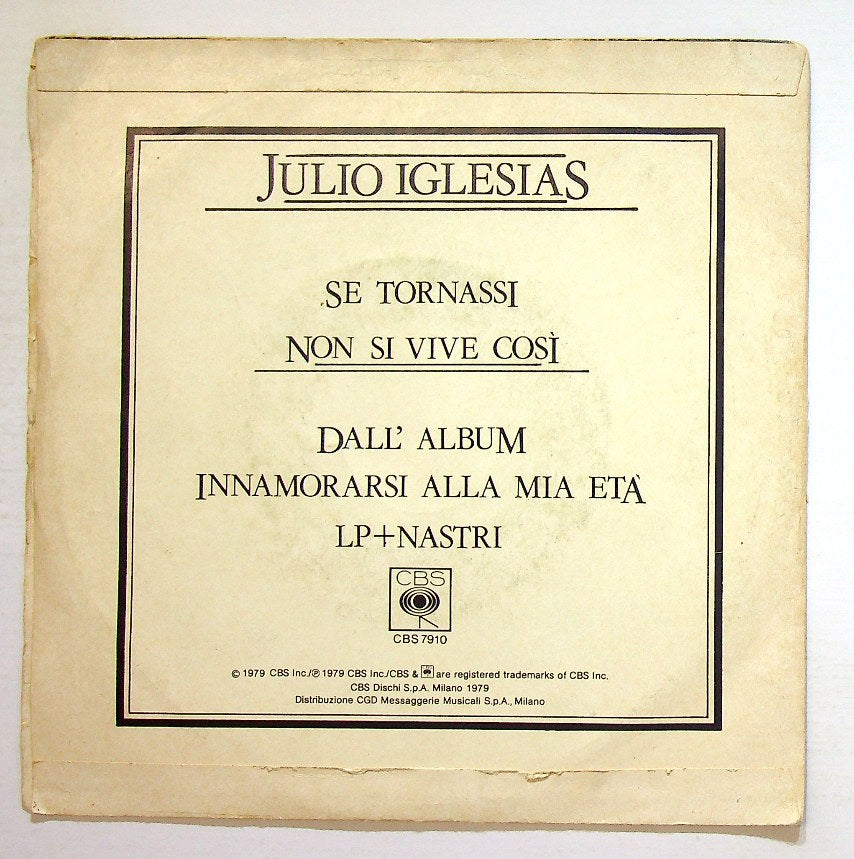 JULIO IGLESIAS
SE TORNASSI
NON SI VIVE COSÌ
DALL' ALBUM
INNAMORARSI ALLA MIA ETÀ
LP+NASTRI
CBS
CBS 7910
© 1979 CBS Inc./℗ 1979 CBS Inc./CBS & are registered trademarks of CBS Inc.
CBS Dischi S.p.A. Milano 1979
Distribuzione CGD Messaggerie Musicali S.p.A., Milano